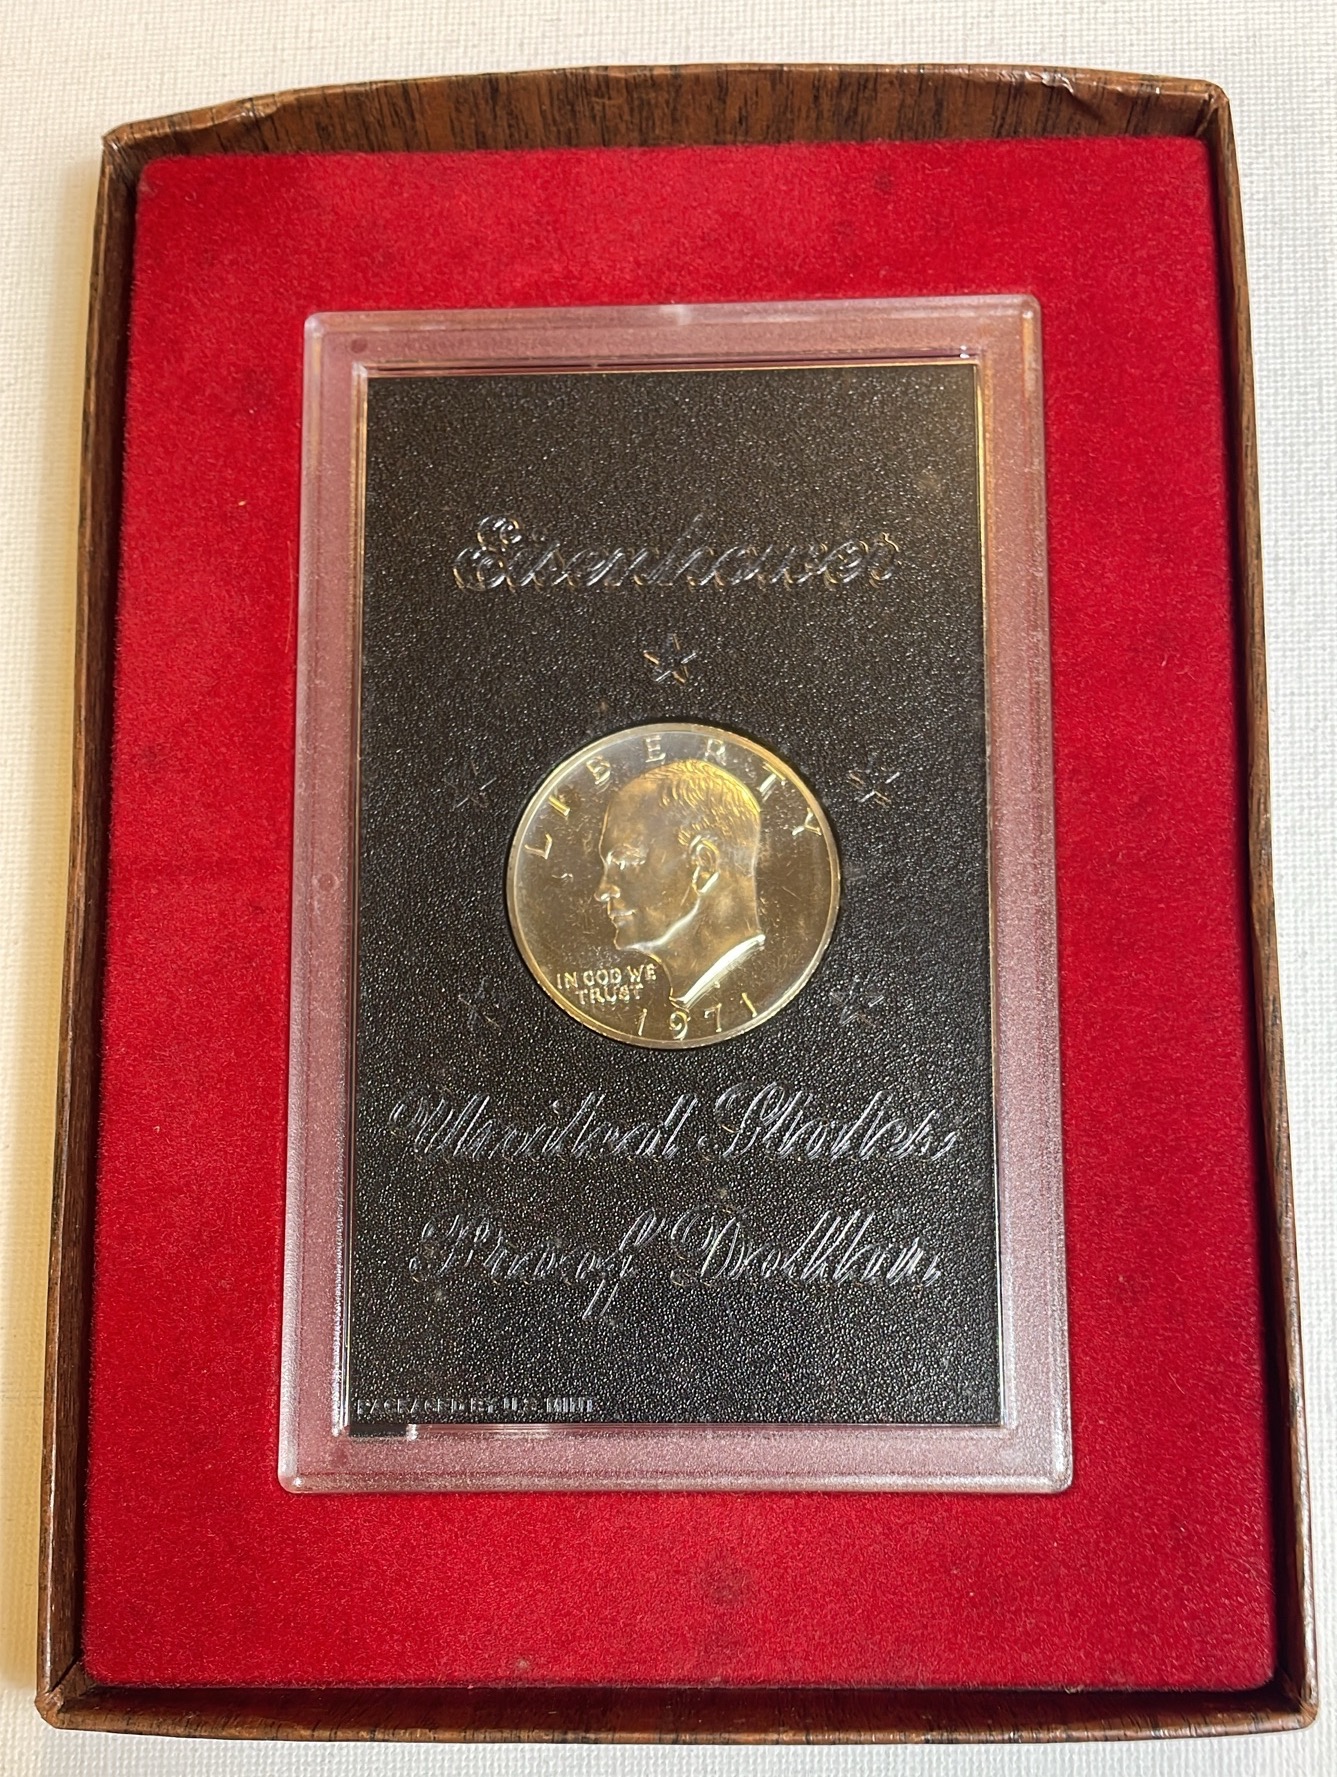 Eisenhower
LIBERTY
IN GOD WE
TRUST
1971
United States
Proof Dollar
PACKAGED BY U.S. MINT